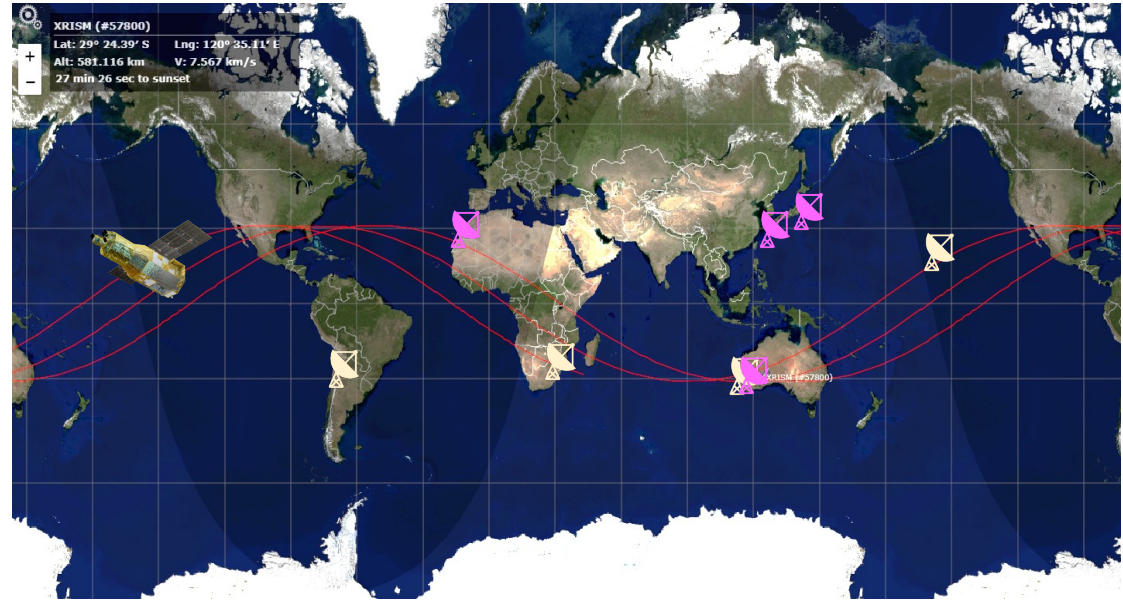 XRISM (#57800)
Lat: 29° 24.39' S Lng: 120° 35.11' E
Alt: 581.116 km V: 7.567 km/s
+
27 min 26 sec to sunset
−
XRISM (#57800)